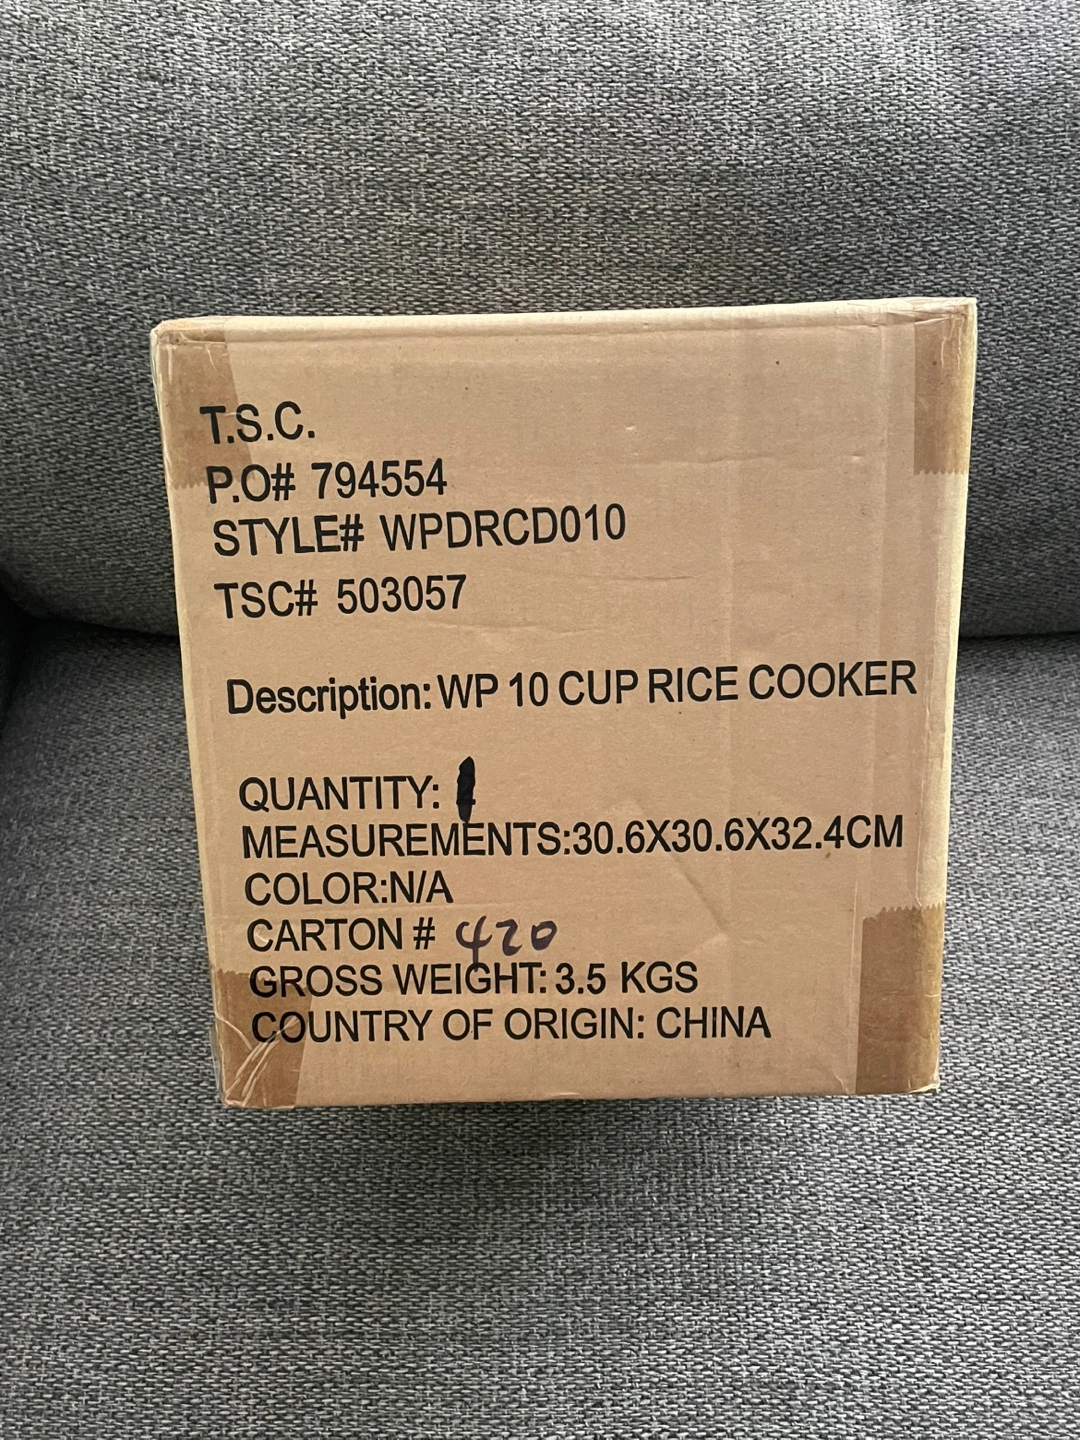 T.S.C.
P.O# 794554
STYLE# WPDRCD010
TSC# 503057
Description: WP 10 CUP RICE COOKER
QUANTITY: 1
MEASUREMENTS:30.6X30.6X32.4CM
COLOR:N/A
CARTON # 420
GROSS WEIGHT: 3.5 KGS
COUNTRY OF ORIGIN: CHINA